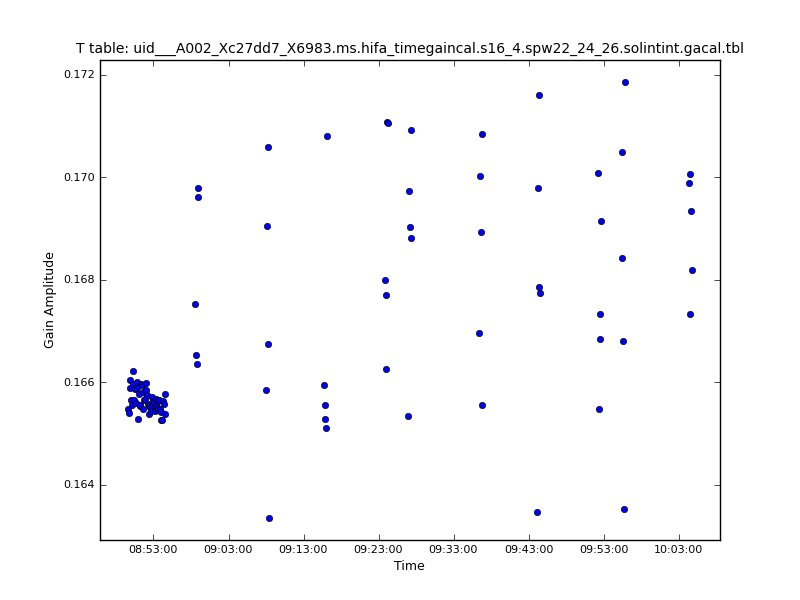 T table: uid___A002_Xc27dd7_X6983.ms.hifa_timegaincal.s16_4.spw22_24_26.solintint.gacal.tbl
0.172
0.170
0.168
0.166
0.164
Gain Amplitude
08:53:00 09:03:00 09:13:00 09:23:00 09:33:00 09:43:00 09:53:00 10:03:00
Time